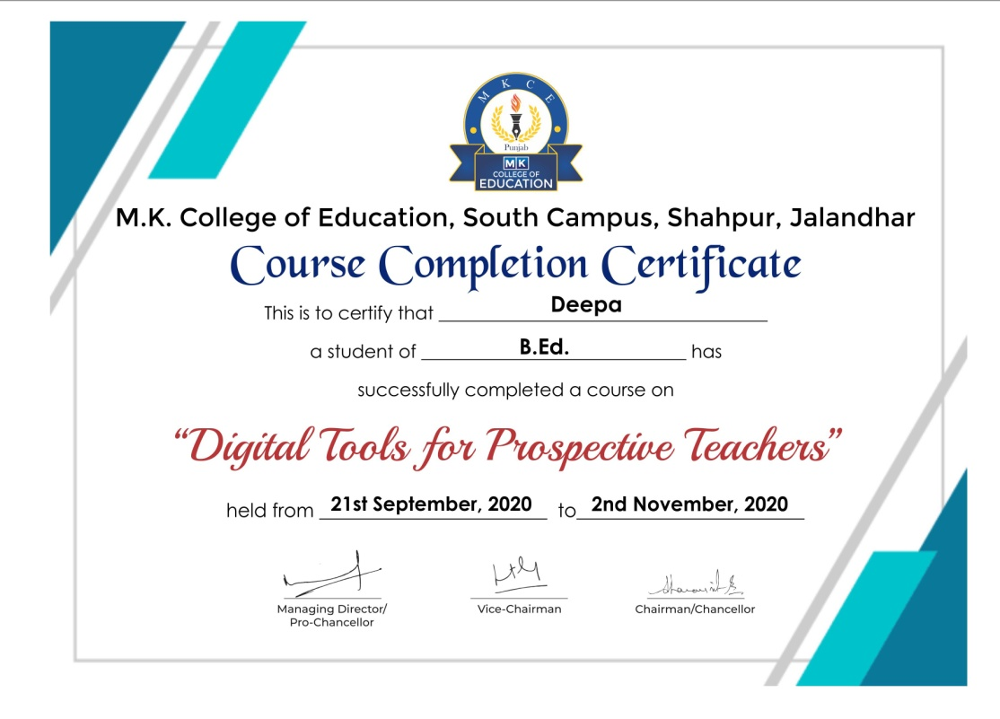 M K C E
Punjab
MK
COLLEGE OF
EDUCATION
M.K. College of Education, South Campus, Shahpur, Jalandhar
Course Completion Certificate
This is to certify that Deepa
a student of B.Ed. has
successfully completed a course on
“Digital Tools for Prospective Teachers”
held from 21st September, 2020 to 2nd November, 2020
Managing Director/ Vice-Chairman Chairman/Chancellor
Pro-Chancellor